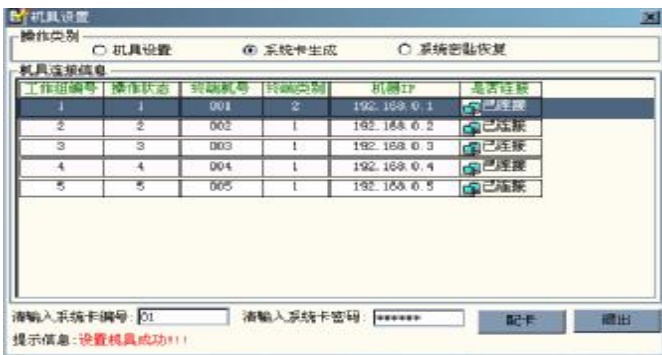 机具设置
操作类别
机具设置 系统卡生成 系统密匙恢复
机具连接信息
工作组编号 操作状态 终端机号 终端类别 机器IP 是否连接
1 1 001 2 192.168.0.1 已连接
2 2 002 1 192.168.0.2 已连接
3 3 003 1 192.168.0.3 已连接
4 4 004 1 192.168.0.4 已连接
5 5 005 1 192.168.0.5 已连接
请输入系统卡编号: 01 请输入系统卡密码: ****** 配卡 退出
提示信息:设置机具成功!!!